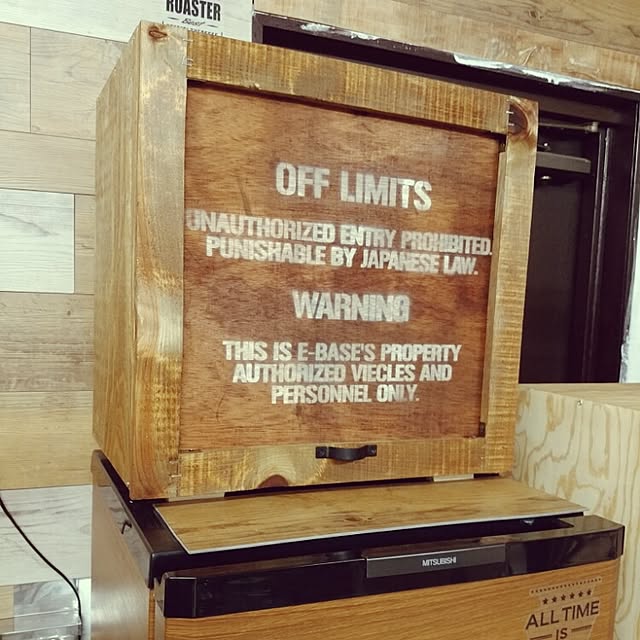 ROASTER
OFF LIMITS
UNAUTHORIZED ENTRY PROHIBITED.
PUNISHABLE BY JAPANESE LAW.
WARNING
THIS IS E-BASE'S PROPERTY
AUTHORIZED VIECLES AND
PERSONNEL ONLY.
MITSUBISHI
ALL TIME
IS